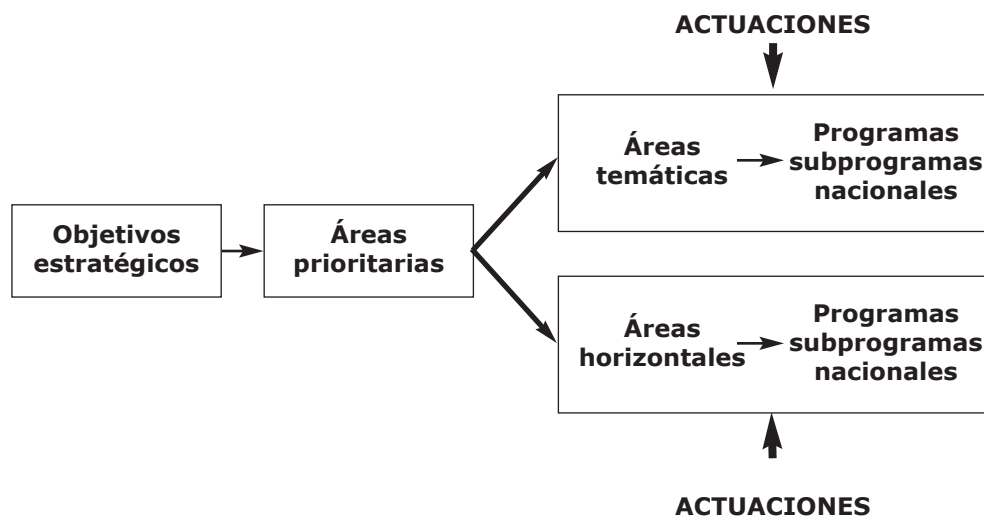 ACTUACIONES
Áreas
temáticas
Programas
subprogramas
nacionales
Objetivos
estratégicos
Áreas
prioritarias
Áreas
horizontales
Programas
subprogramas
nacionales
ACTUACIONES